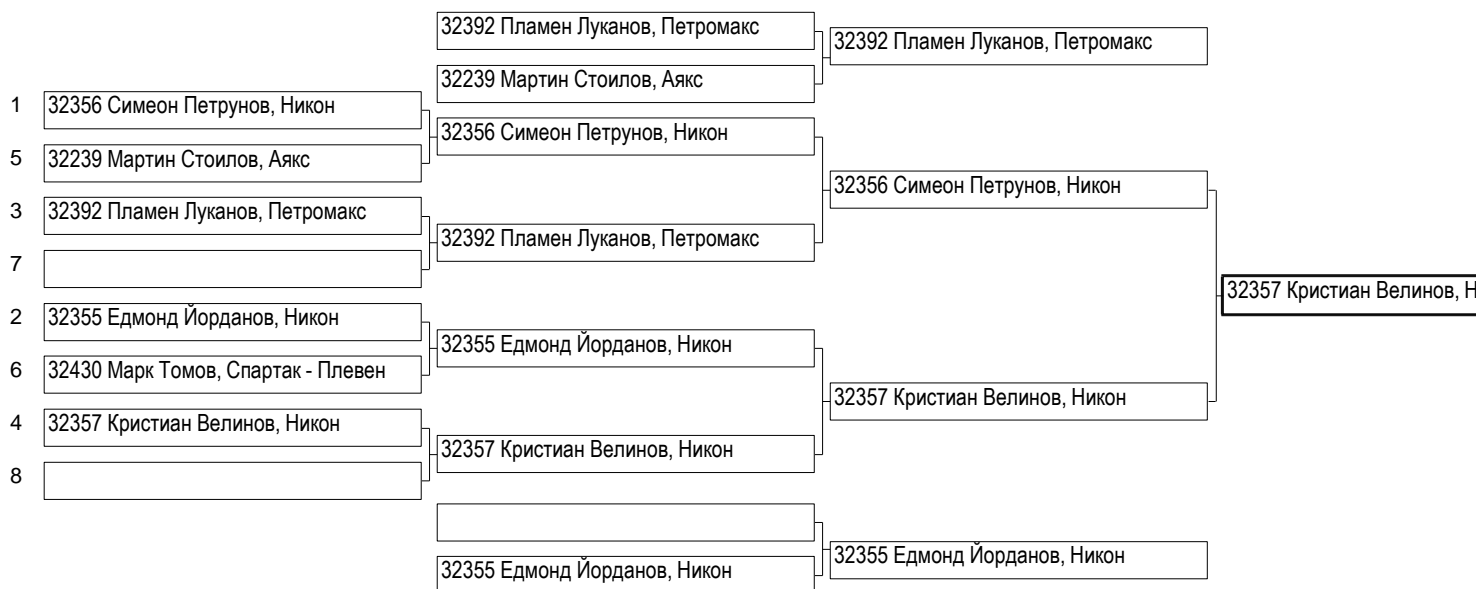 32392 Пламен Луканов, Петромакс
32392 Пламен Луканов, Петромакс
32239 Мартин Стоилов, Аякс
1 32356 Симеон Петрунов, Никон
32356 Симеон Петрунов, Никон
5 32239 Мартин Стоилов, Аякс
32356 Симеон Петрунов, Никон
3 32392 Пламен Луканов, Петромакс
32392 Пламен Луканов, Петромакс
7
32357 Кристиан Велинов, Н
2 32355 Едмонд Йорданов, Никон
32355 Едмонд Йорданов, Никон
6 32430 Марк Томов, Спартак - Плевен
32357 Кристиан Велинов, Никон
4 32357 Кристиан Велинов, Никон
32357 Кристиан Велинов, Никон
8
32355 Едмонд Йорданов, Никон
32355 Едмонд Йорданов, Никон